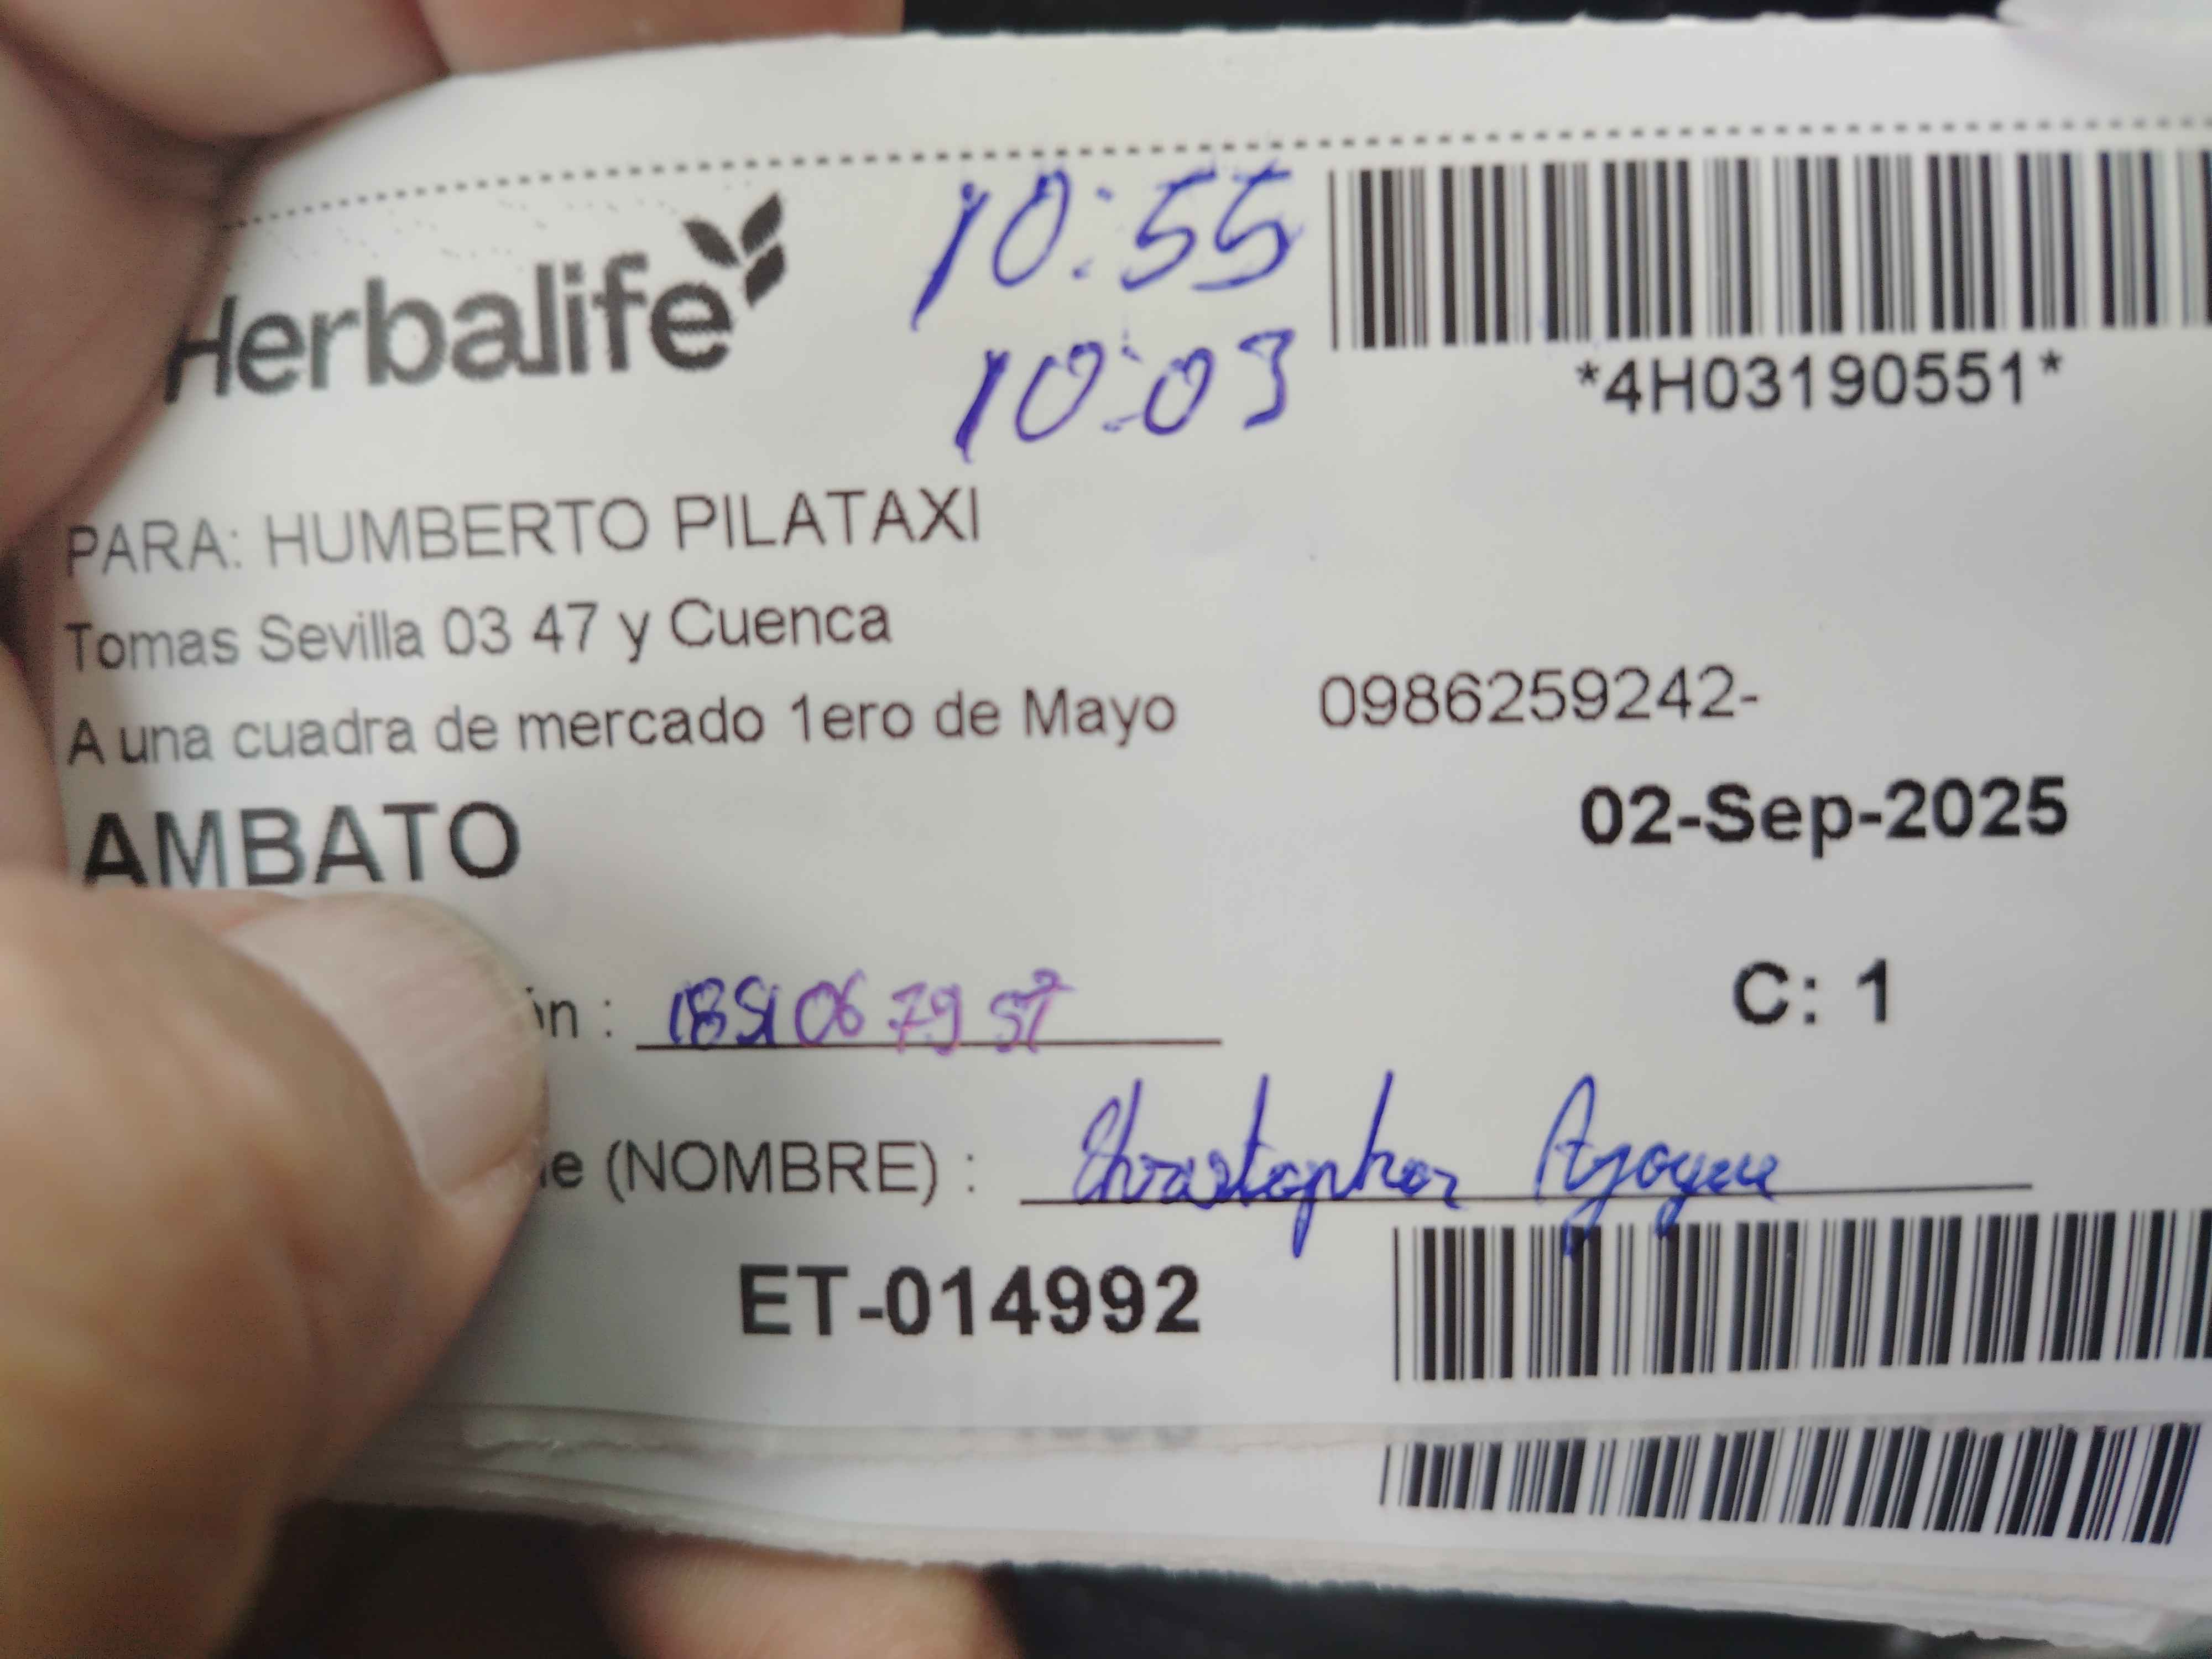 Herbalife
10:55
10:03
*4H03190551*
PARA: HUMBERTO PILATAXI
Tomas Sevilla 03 47 y Cuenca
A una cuadra de mercado 1ero de Mayo 0986259242-
AMBATO
02-Sep-2025
C: 1
ón :
e (NOMBRE) :
ET-014992